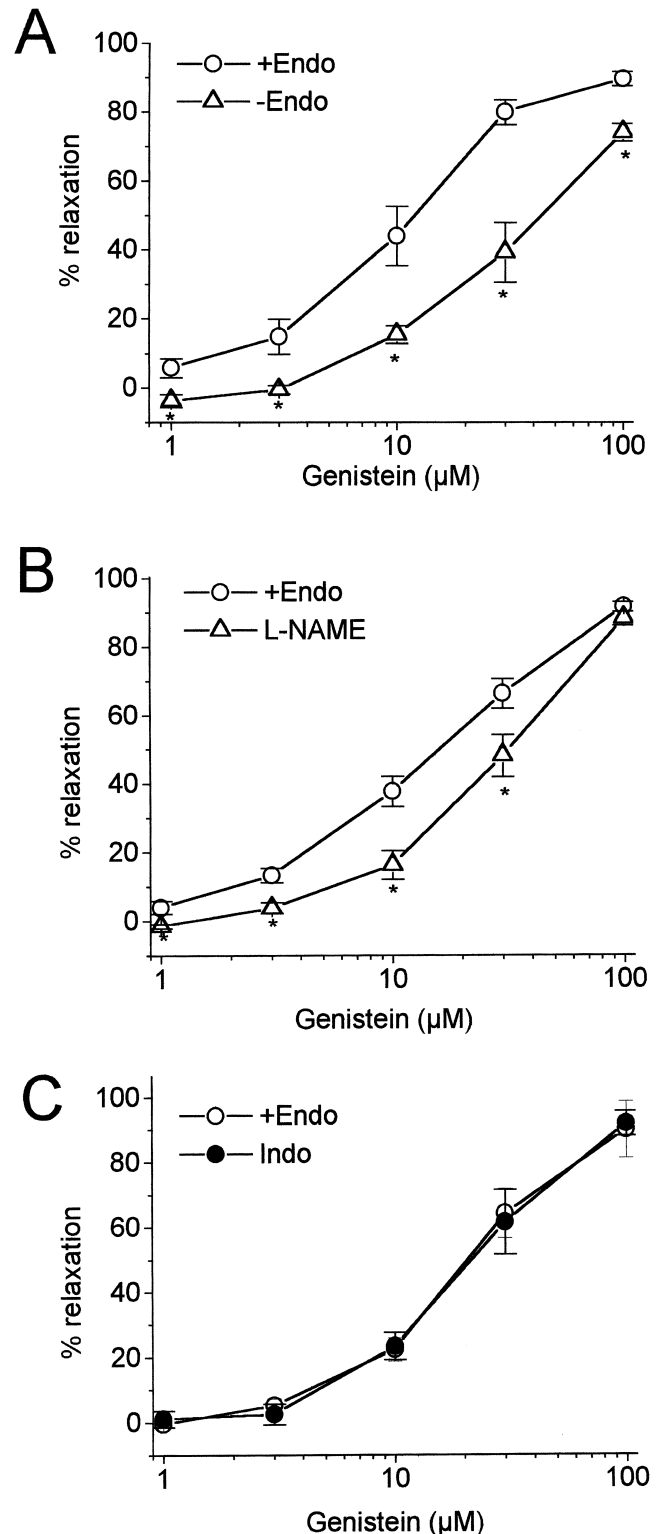 A
100
80
60
40
20
0
% relaxation
+Endo
-Endo
*
*
*
*
*
1
10
100
Genistein (µM)
B
100
80
60
40
20
0
% relaxation
+Endo
L-NAME
*
*
*
*
1
10
100
Genistein (µM)
C
100
80
60
40
20
0
% relaxation
+Endo
Indo
1
10
100
Genistein (µM)